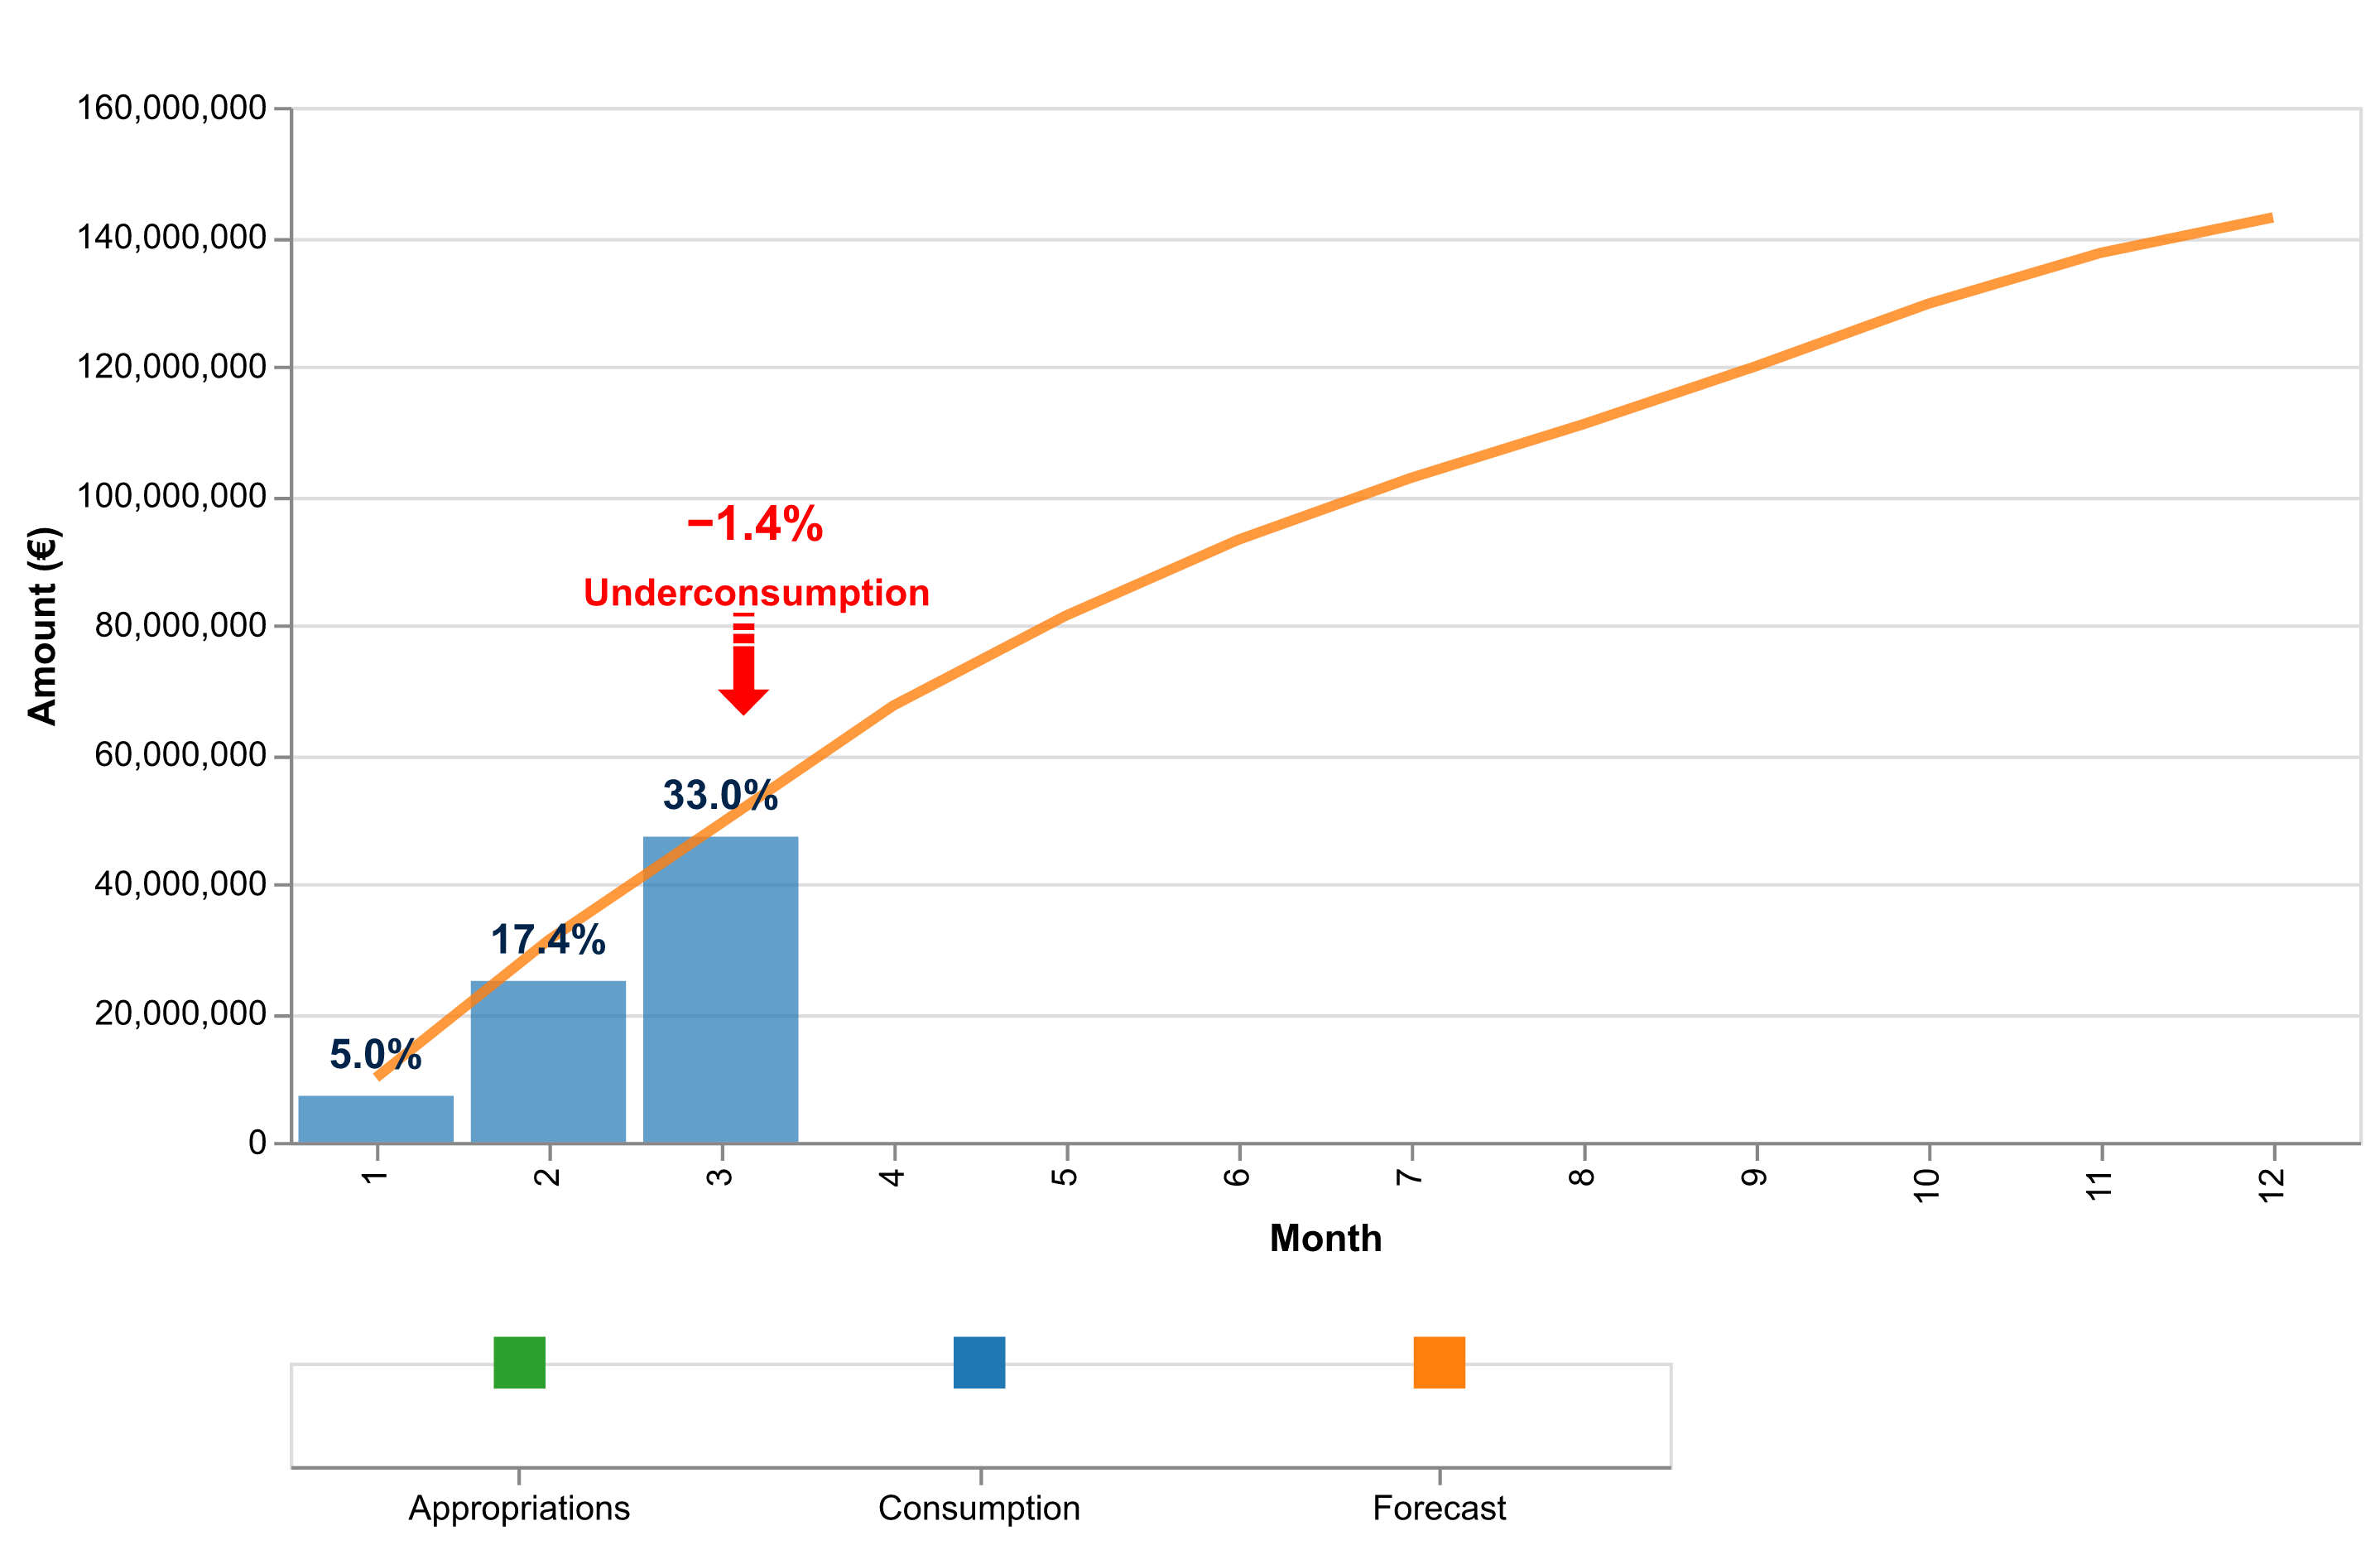 160,000,000
140,000,000
120,000,000
100,000,000
80,000,000
60,000,000
40,000,000
20,000,000
0
Amount (€)
−1.4%
Underconsumption
33.0%
17.4%
5.0%
1 2 3 4 5 6 7 8 9 10 11 12
Month
Appropriations Consumption Forecast